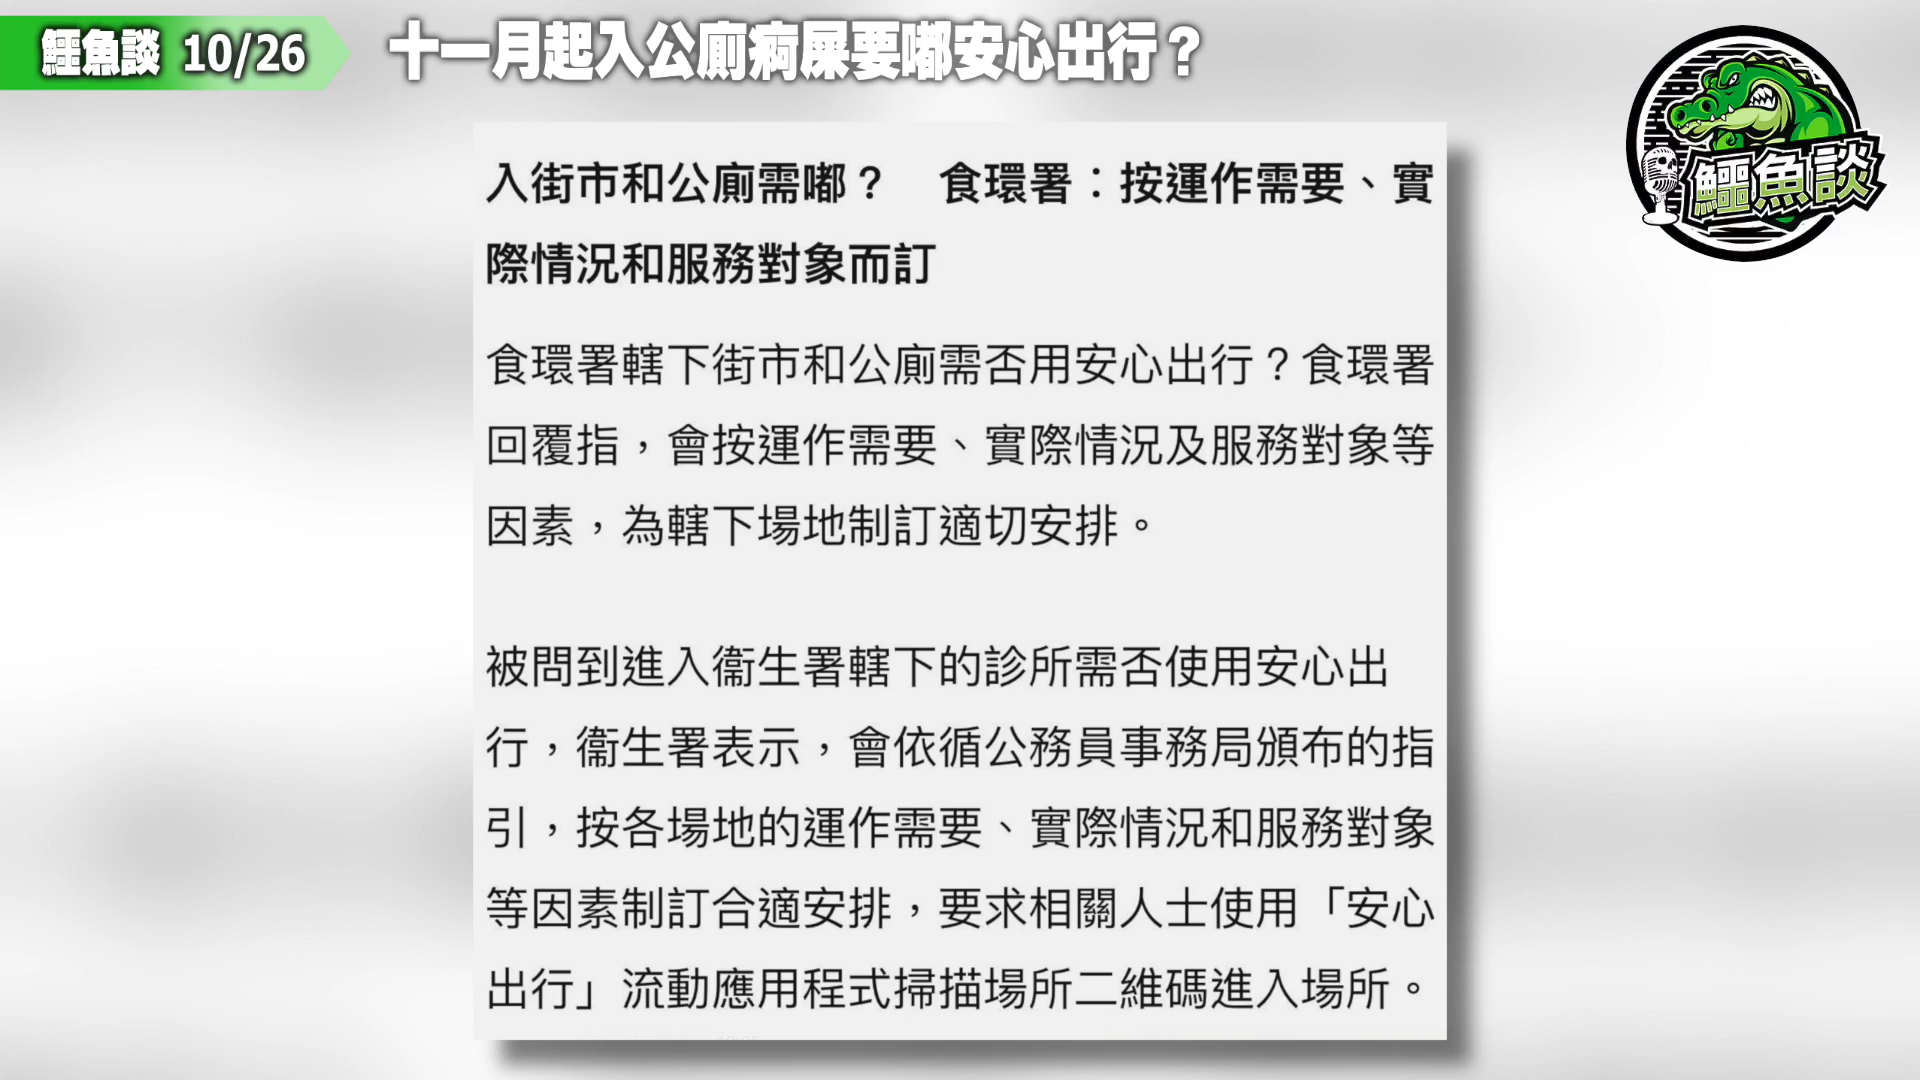 鱷魚談 10/26
十一月起入公廁痾屎要嘟安心出行？
鱷魚談
入街市和公廁需嘟？　食環署：按運作需要、實
際情況和服務對象而訂
食環署轄下街市和公廁需否用安心出行？食環署
回覆指，會按運作需要、實際情況及服務對象等
因素，為轄下場地制訂適切安排。
被問到進入衞生署轄下的診所需否使用安心出
行，衞生署表示，會依循公務員事務局頒布的指
引，按各場地的運作需要、實際情況和服務對象
等因素制訂合適安排，要求相關人士使用「安心
出行」流動應用程式掃描場所二維碼進入場所。